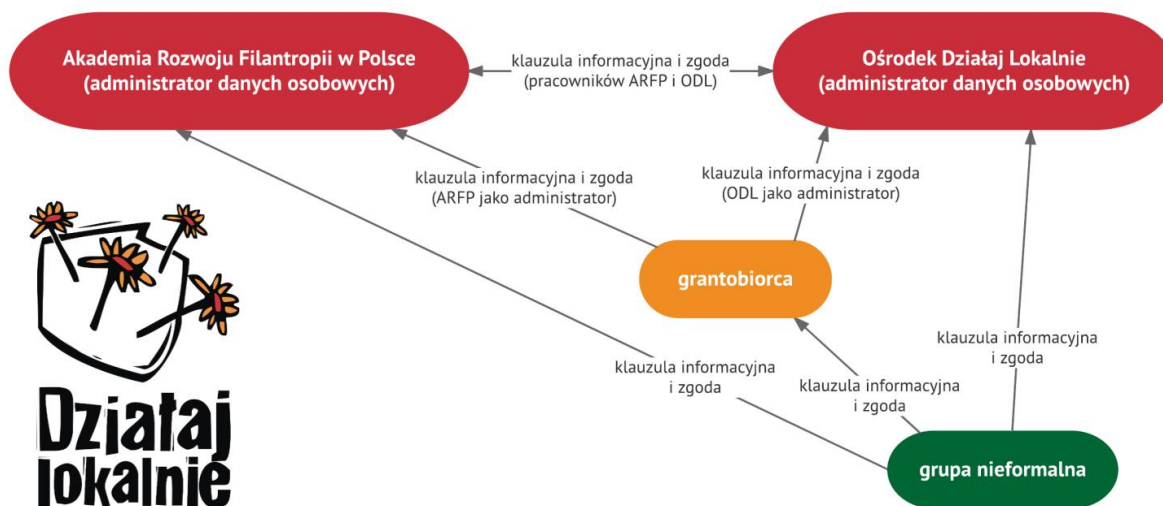 Akademia Rozwoju Filantropii w Polsce
(administrator danych osobowych)
klauzula informacyjna i zgoda
(pracowników ARFP i ODL)
Ośrodek Działaj Lokalnie
(administrator danych osobowych)
klauzula informacyjna i zgoda
(ARFP jako administrator)
klauzula informacyjna i zgoda
(ODL jako administrator)
grantobiorca
klauzula informacyjna
i zgoda
klauzula informacyjna
i zgoda
klauzula informacyjna
i zgoda
grupa nieformalna
Działaj
lokalnie